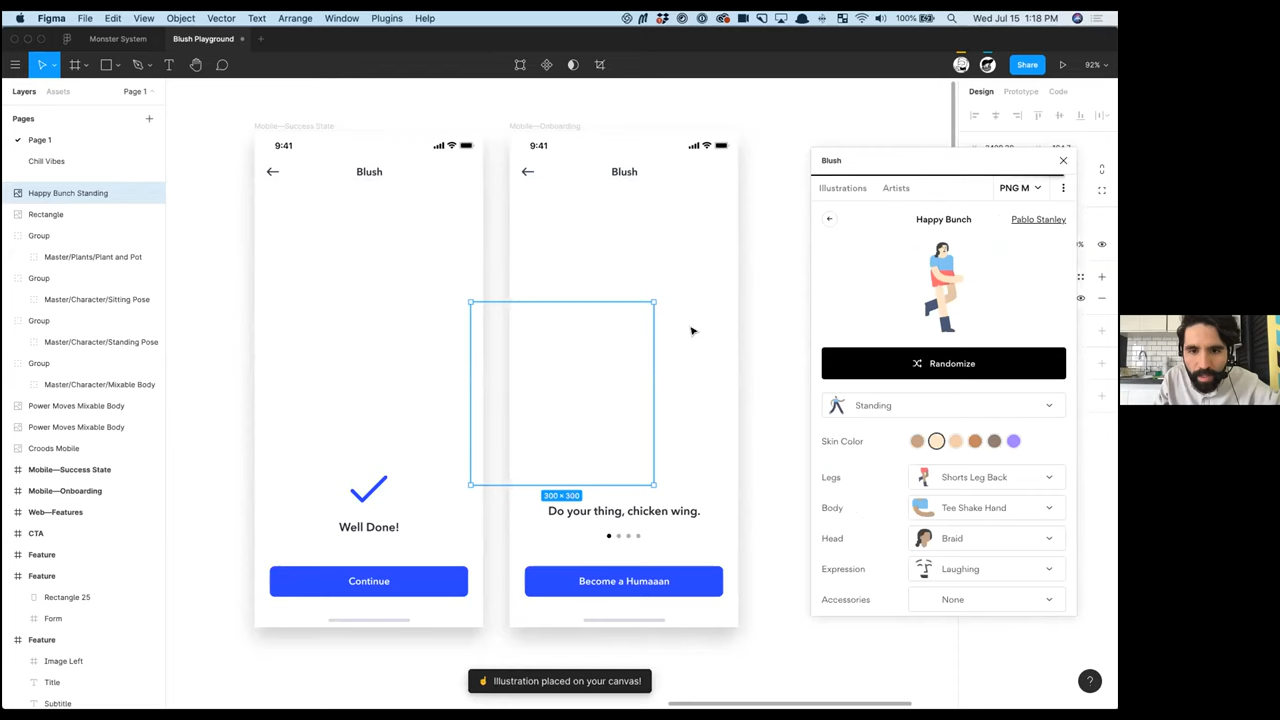 Figma File Edit View Object Vector Text Arrange Window Plugins Help 100% Wed Jul 15 1:18 PM
Monster System Blush Playground
Share 92%
Layers Assets Page 1
Pages
Page 1
Chill Vibes
Happy Bunch Standing
Rectangle
Group
Master/Plants/Plant and Pot
Group
Master/Character/Sitting Pose
Group
Master/Character/Standing Pose
Group
Master/Character/Mixable Body
Power Moves Mixable Body
Power Moves Mixable Body
Croods Mobile
Mobile—Success State
Mobile—Onboarding
Web—Features
CTA
Feature
Feature
Rectangle 25
Form
Feature
Image Left
Title
Subtitle
Mobile—Success State
9:41
Blush
Well Done!
Continue
Mobile—Onboarding
9:41
Blush
300 × 300
Do your thing, chicken wing.
Become a Humaaan
☝ Illustration placed on your canvas!
Design Prototype Code
Blush
Illustrations Artists PNG M
Happy Bunch Pablo Stanley
Randomize
Standing
Skin Color
Legs Shorts Leg Back
Body Tee Shake Hand
Head Braid
Expression Laughing
Accessories None
?